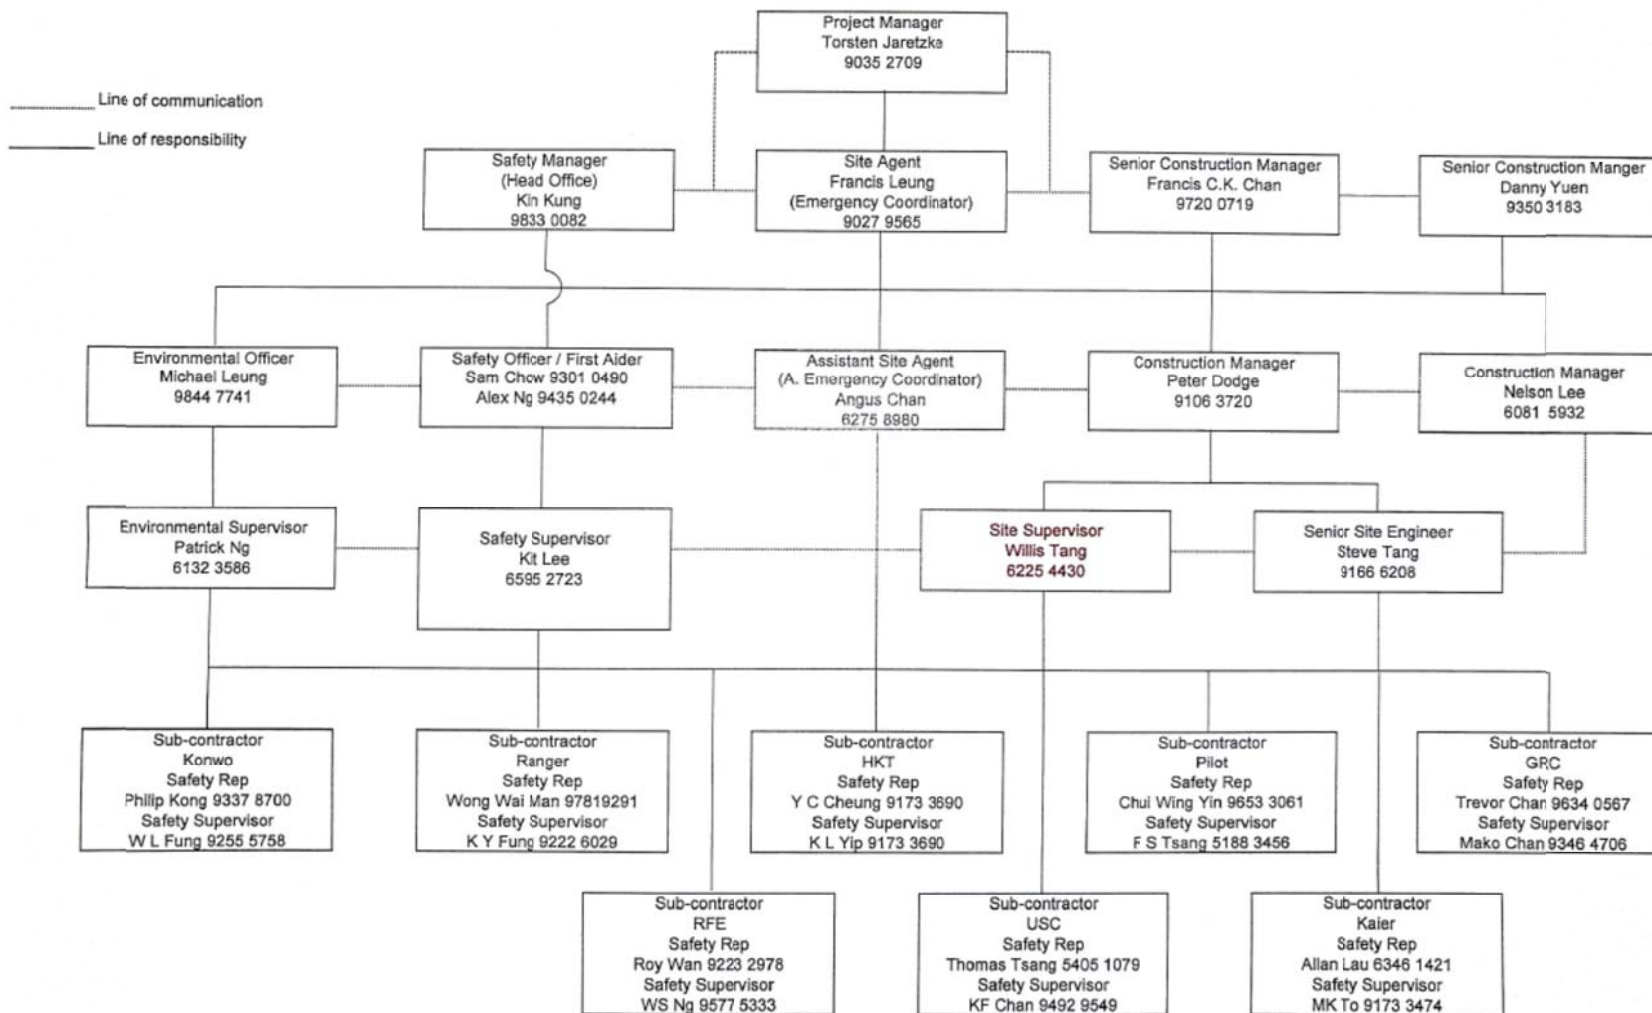 Project Manager
Torsten Jaretzke
9035 2709
Line of communication
Line of responsibility
Safety Manager
(Head Office)
Kin Kung
9833 0082
Site Agent
Francis Leung
(Emergency Coordinator)
9027 9565
Senior Construction Manager
Francis C.K. Chan
9720 0719
Senior Construction Manger
Danny Yuen
9350 3183
Environmental Officer
Michael Leung
9844 7741
Safety Officer / First Aider
Sam Chow 9301 0490
Alex Ng 9435 0244
Assistant Site Agent
(A. Emergency Coordinator)
Angus Chan
6275 8980
Construction Manager
Peter Dodge
9106 3720
Construction Manager
Nelson Lee
6081 5932
Environmental Supervisor
Patrick Ng
6132 3586
Safety Supervisor
Kit Lee
6595 2723
Site Supervisor
Willis Tang
6225 4430
Senior Site Engineer
Steve Tang
9166 6208
Sub-contractor
Konwo
Safety Rep
Philip Kong 9337 8700
Safety Supervisor
W L Fung 9255 5758
Sub-contractor
Ranger
Safety Rep
Wong Wai Man 97819291
Safety Supervisor
K Y Fung 9222 6029
Sub-contractor
HKT
Safety Rep
Y C Cheung 9173 3690
Safety Supervisor
K L Yip 9173 3690
Sub-contractor
Pilot
Safety Rep
Chui Wing Yin 9653 3061
Safety Supervisor
F S Tsang 5188 3456
Sub-contractor
GRC
Safety Rep
Trevor Chan 9634 0567
Safety Supervisor
Mako Chan 9346 4706
Sub-contractor
RFE
Safety Rep
Roy Wan 9223 2978
Safety Supervisor
WS Ng 9577 5333
Sub-contractor
USC
Safety Rep
Thomas Tsang 5405 1079
Safety Supervisor
KF Chan 9492 9549
Sub-contractor
Kaier
Safety Rep
Allan Lau 6346 1421
Safety Supervisor
MK To 9173 3474